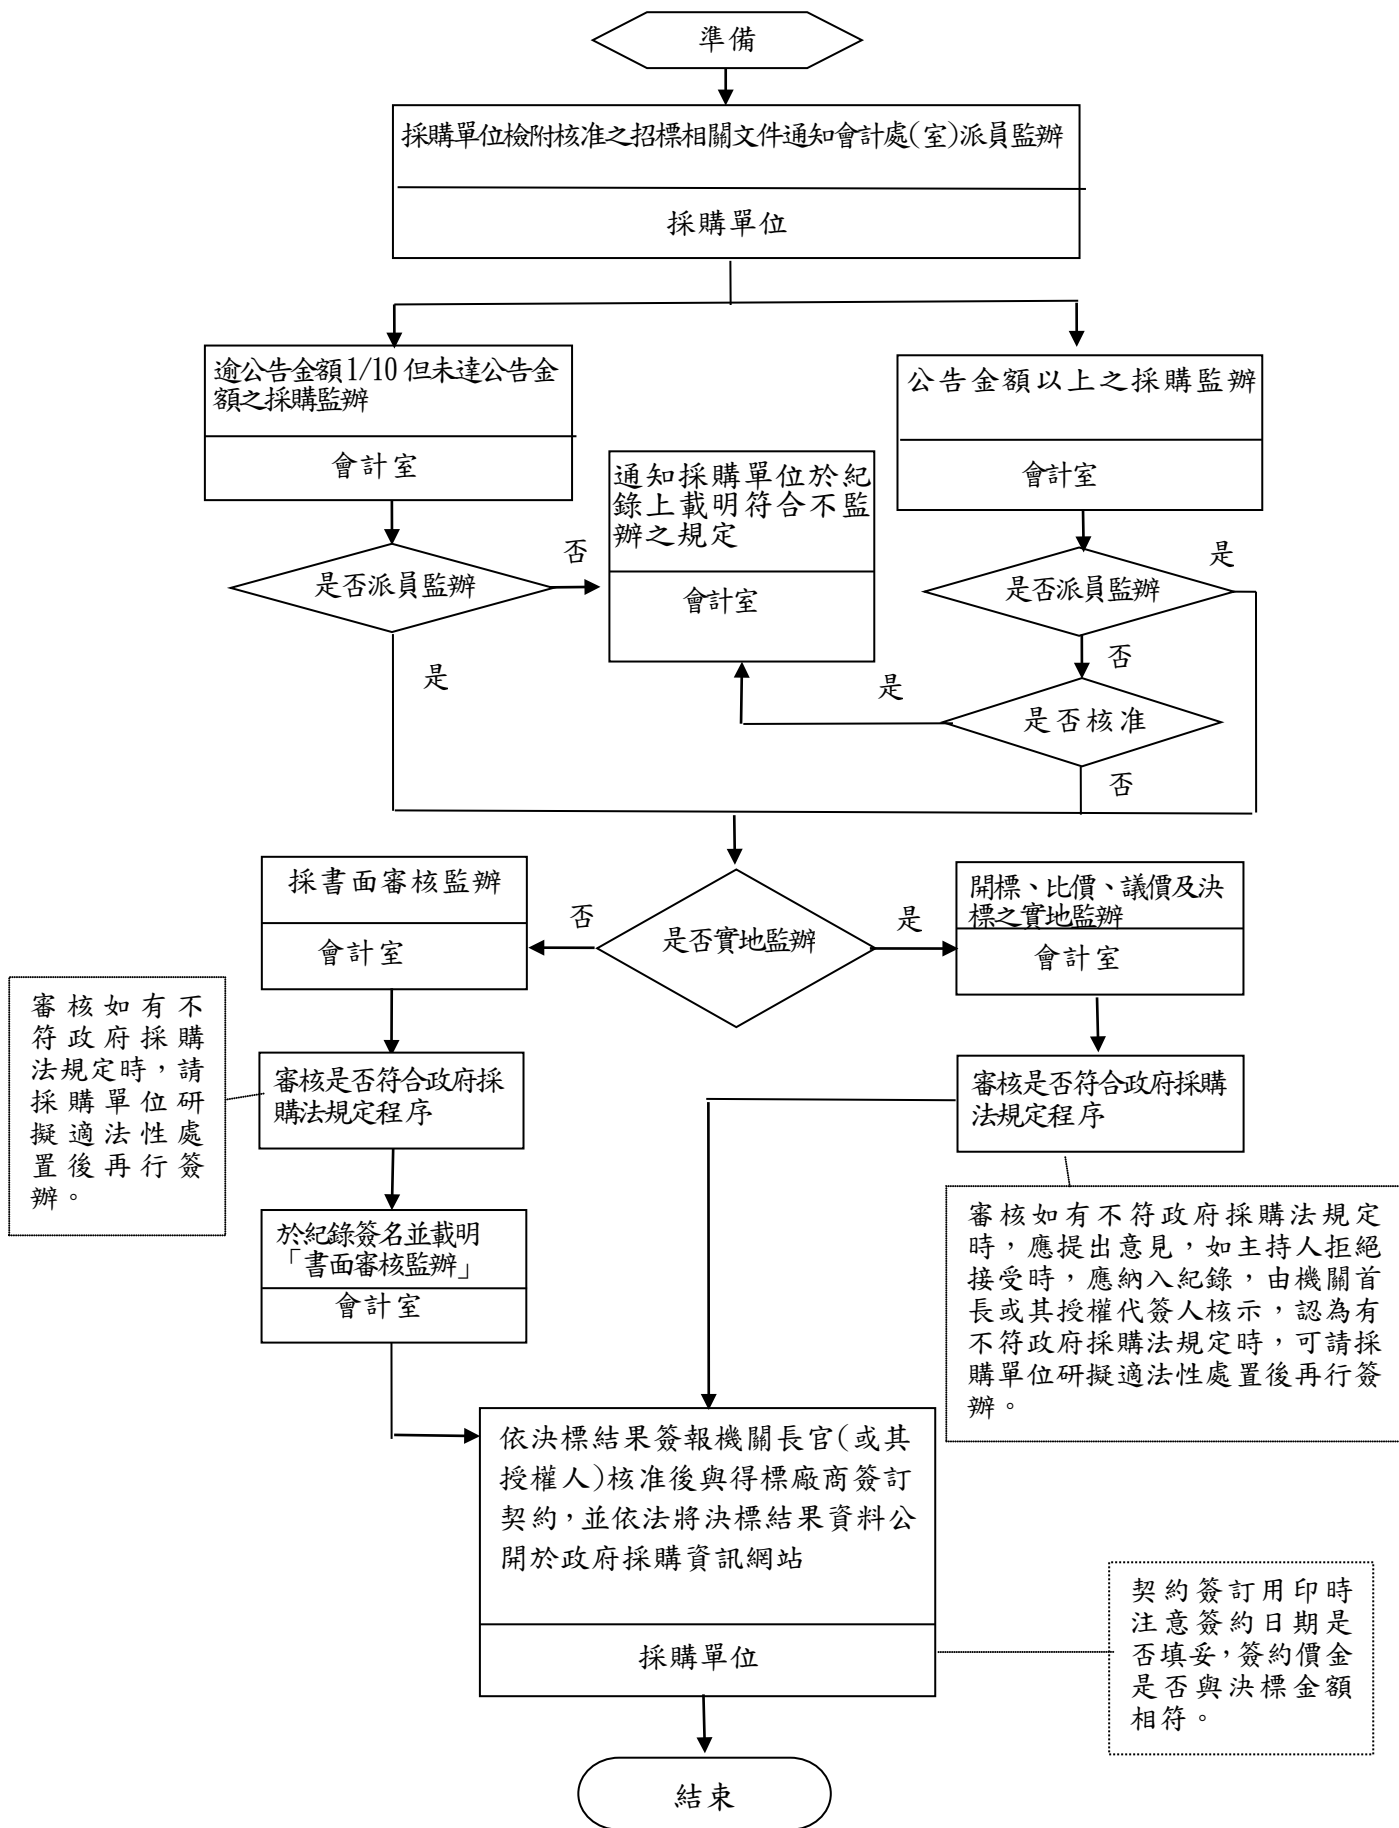 準備
採購單位檢附核准之招標相關文件通知會計處(室)派員監辦
採購單位
逾公告金額1/10但未達公告金
額之採購監辦
會計室
公告金額以上之採購監辦
會計室
通知採購單位於紀
錄上載明符合不監
辦之規定
會計室
是否派員監辦
否
是
是否派員監辦
是
否
是否核准
是
否
採書面審核監辦
會計室
否
是否實地監辦
是
開標、比價、議價及決
標之實地監辦
會計室
審核如有不
符政府採購
法規定時，請
採購單位研
擬適法性處
置後再行簽
辦。
審核是否符合政府採
購法規定程序
審核是否符合政府採購
法規定程序
於紀錄簽名並載明
「書面審核監辦」
會計室
審核如有不符政府採購法規定
時，應提出意見，如主持人拒絕
接受時，應納入紀錄，由機關首
長或其授權代簽人核示，認為有
不符政府採購法規定時，可請採
購單位研擬適法性處置後再行簽
辦。
依決標結果簽報機關長官(或其
授權人)核准後與得標廠商簽訂
契約，並依法將決標結果資料公
開於政府採購資訊網站
採購單位
契約簽訂用印時
注意簽約日期是
否填妥，簽約價金
是否與決標金額
相符。
結束